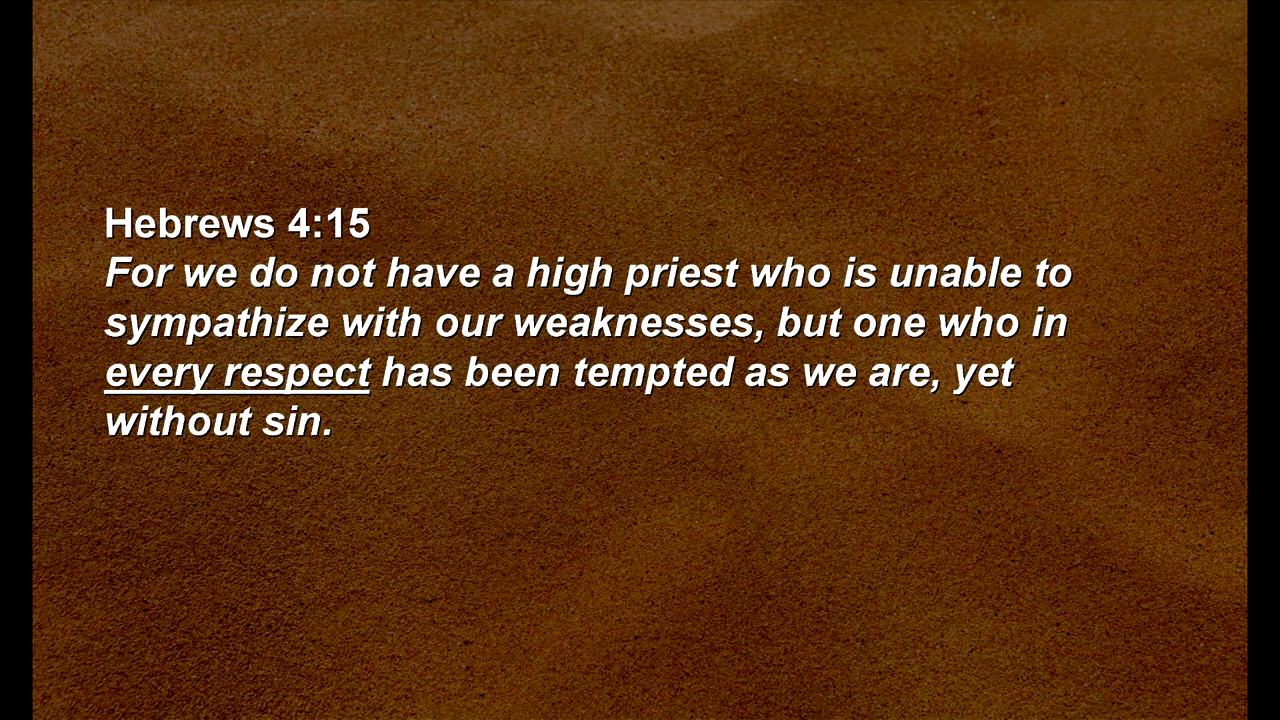 Hebrews 4:15
For we do not have a high priest who is unable to
sympathize with our weaknesses, but one who in
every respect has been tempted as we are, yet
without sin.